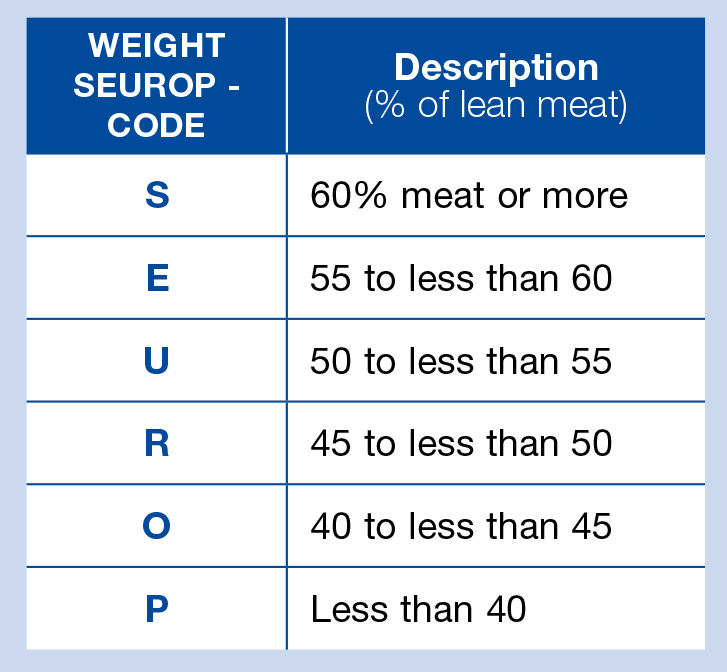 WEIGHT
SEUROP -
CODE
Description
(% of lean meat)
S 60% meat or more
E 55 to less than 60
U 50 to less than 55
R 45 to less than 50
O 40 to less than 45
P Less than 40